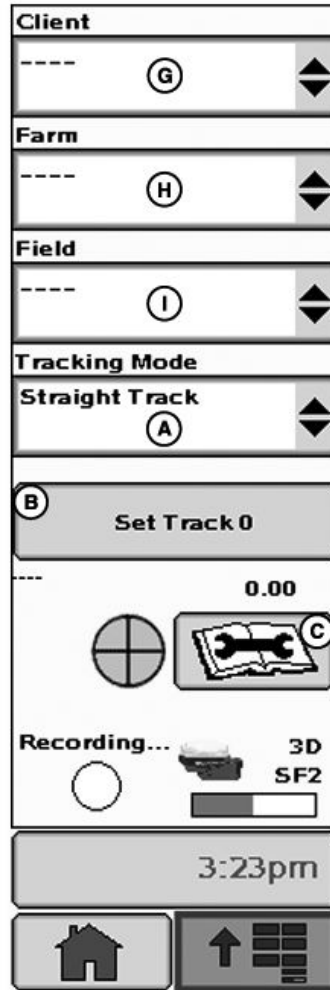 Client
----
G
Farm
----
H
Field
----
I
Tracking Mode
Straight Track
A
B
Set Track 0
----
0.00
C
Recording...
3D
SF2
3:23pm